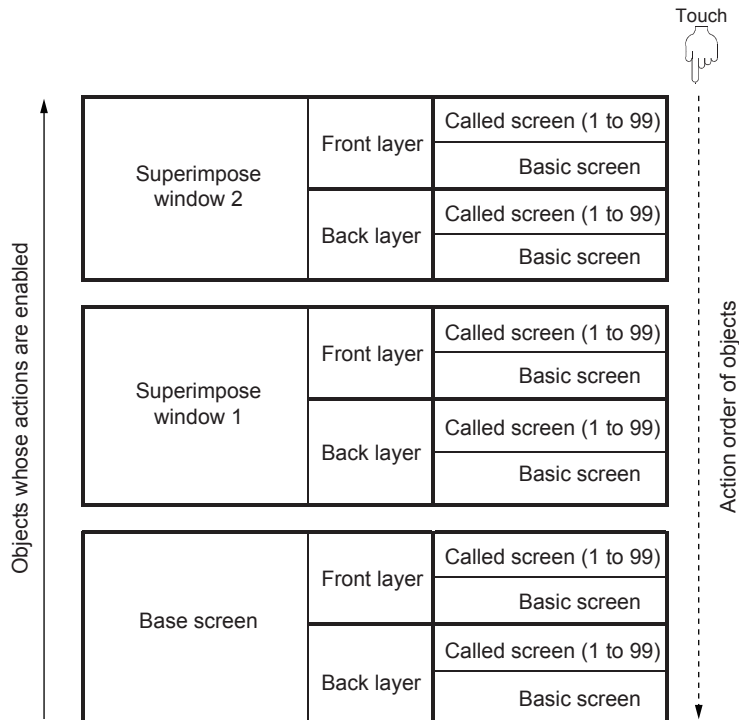 Touch
Objects whose actions are enabled
Superimpose
window 2
Front layer
Called screen (1 to 99)
Basic screen
Back layer
Called screen (1 to 99)
Basic screen
Superimpose
window 1
Front layer
Called screen (1 to 99)
Basic screen
Back layer
Called screen (1 to 99)
Basic screen
Base screen
Front layer
Called screen (1 to 99)
Basic screen
Back layer
Called screen (1 to 99)
Basic screen
Action order of objects